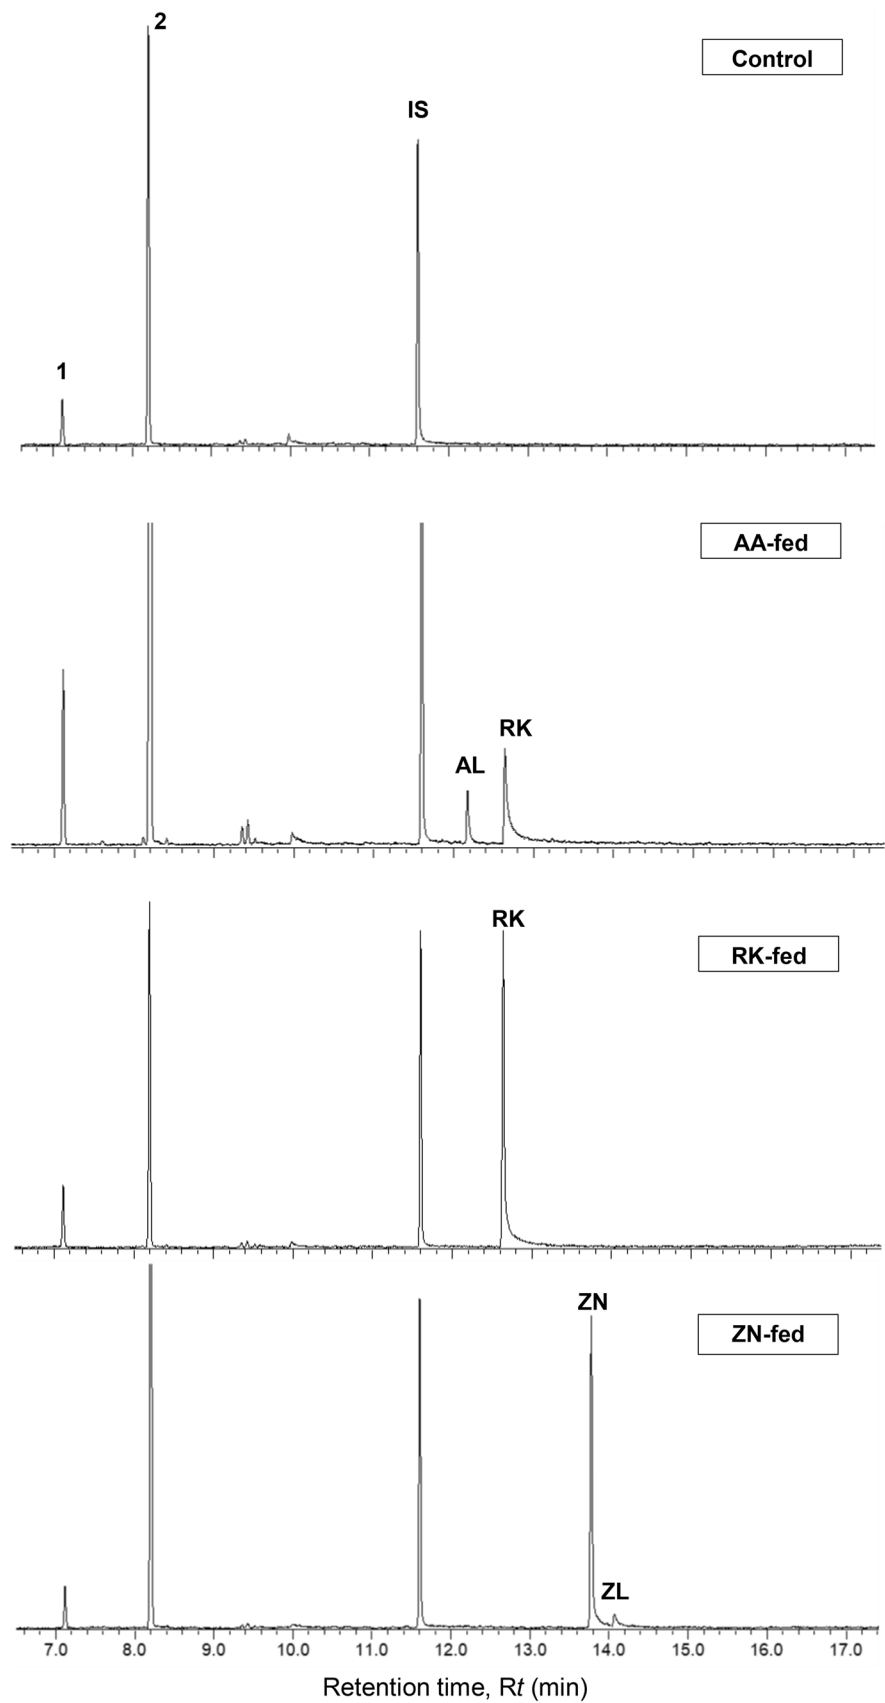 2
Control
IS
1
AA-fed
RK
AL
RK
RK-fed
ZN
ZN-fed
ZL
7.0 8.0 9.0 10.0 11.0 12.0 13.0 14.0 15.0 16.0 17.0
Retention time, Rt (min)